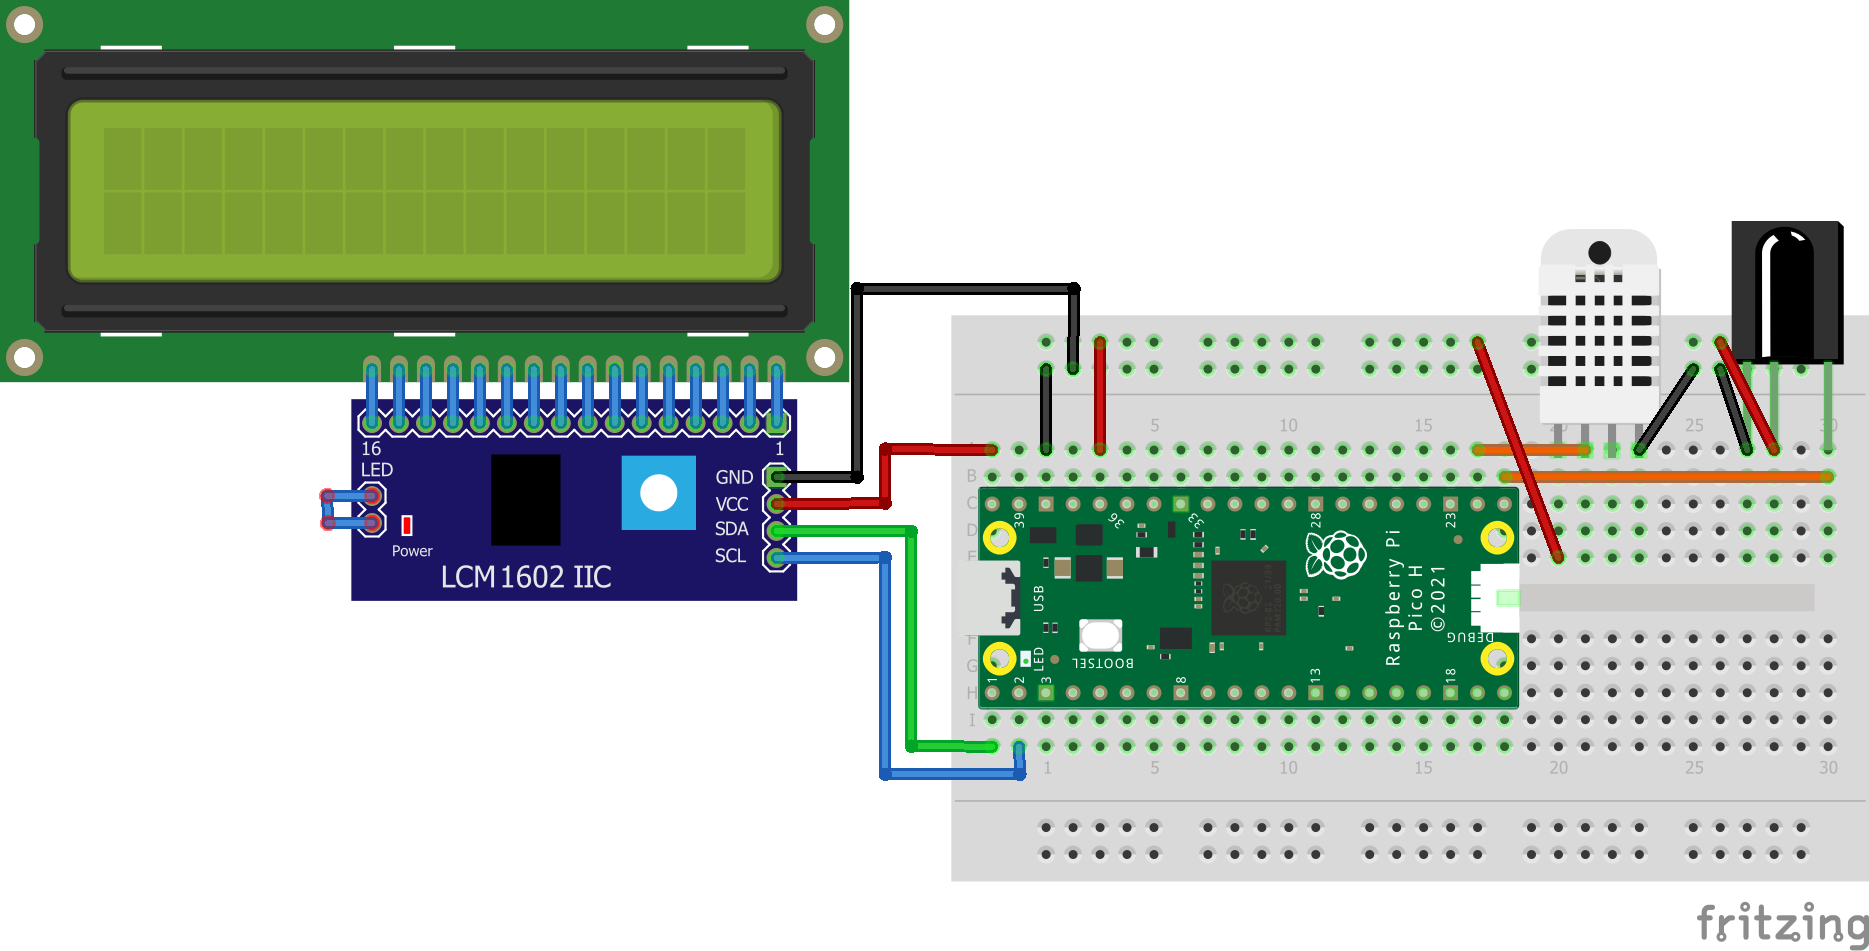 16
1
LED
GND
VCC
SDA
SCL
Power
LCM1602 IIC
5
10
15
20
25
30
A
B
C
D
E
F
G
H
I
39
36
33
28
23
USB
LED
BOOTSEL
Raspberry Pi
Pico H
©2021
DEBUG
1
2
3
8
13
18
1
5
10
15
20
25
30
fritzing